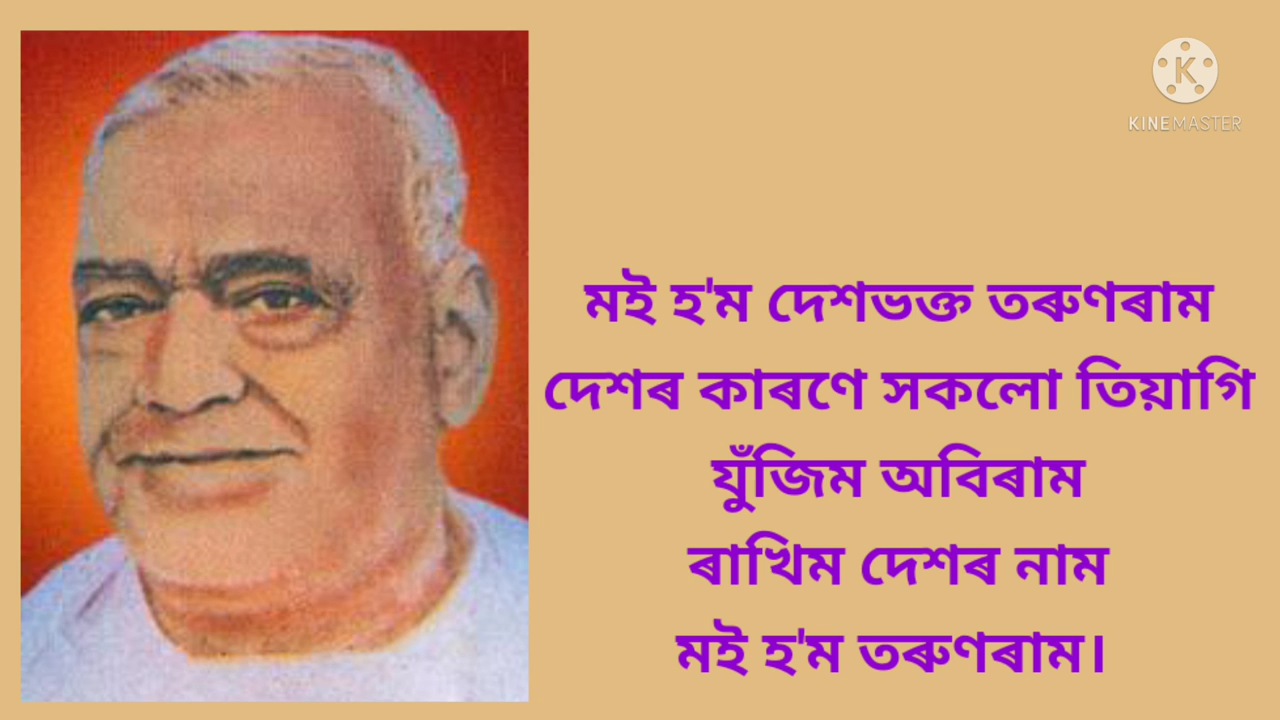 KINEMASTER
মই হ'ম দেশভক্ত তৰুণৰাম
দেশৰ কাৰণে সকলো তিয়াগি
যুঁজিম অবিৰাম
ৰাখিম দেশৰ নাম
মই হ'ম তৰুণৰাম।